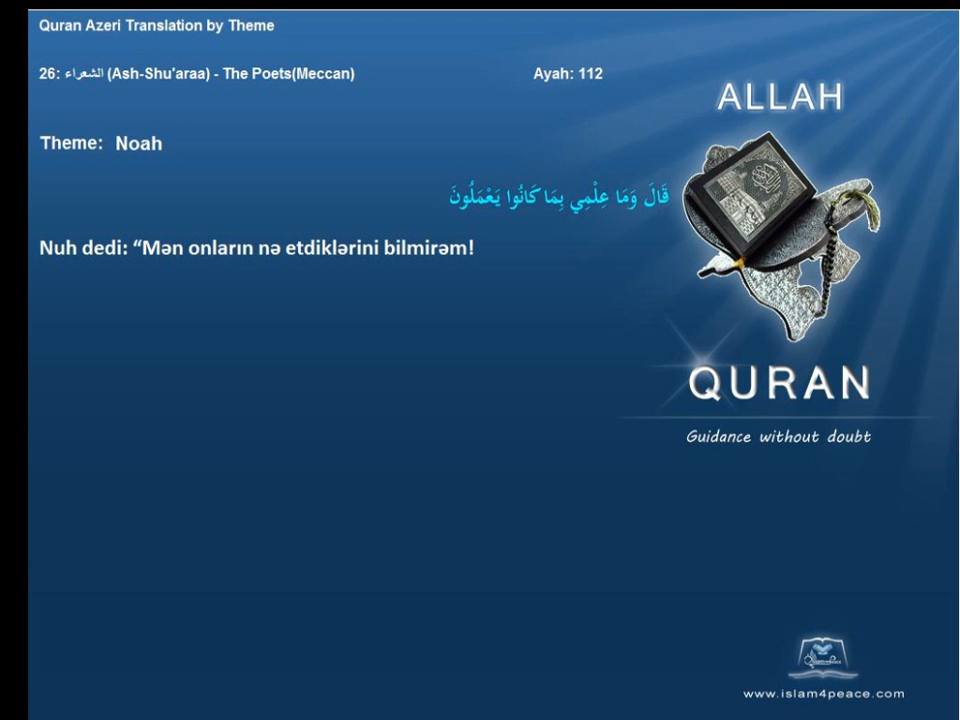 Quran Azeri Translation by Theme
26: الشعراء (Ash-Shu'araa) - The Poets(Meccan) Ayah: 112
ALLAH
Theme: Noah
قَالَ وَمَا عِلْمِي بِمَا كَانُوا يَعْمَلُونَ
Nuh dedi: “Mən onların nə etdiklərini bilmirəm!
QURAN
Guidance without doubt
www.islam4peace.com